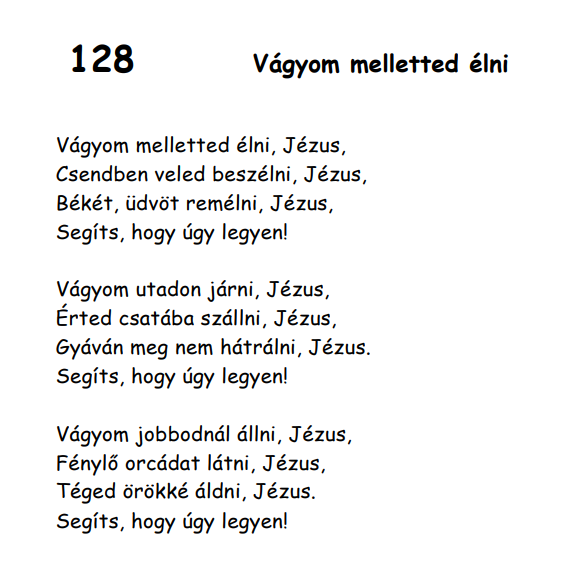 128 Vágyom melletted élni
Vágyom melletted élni, Jézus,
Csendben veled beszélni, Jézus,
Békét, üdvöt remélni, Jézus,
Segíts, hogy úgy legyen!
Vágyom utadon járni, Jézus,
Érted csatába szállni, Jézus,
Gyáván meg nem hátrálni, Jézus.
Segíts, hogy úgy legyen!
Vágyom jobbodnál állni, Jézus,
Fénylő orcádat látni, Jézus,
Téged örökké áldni, Jézus.
Segíts, hogy úgy legyen!